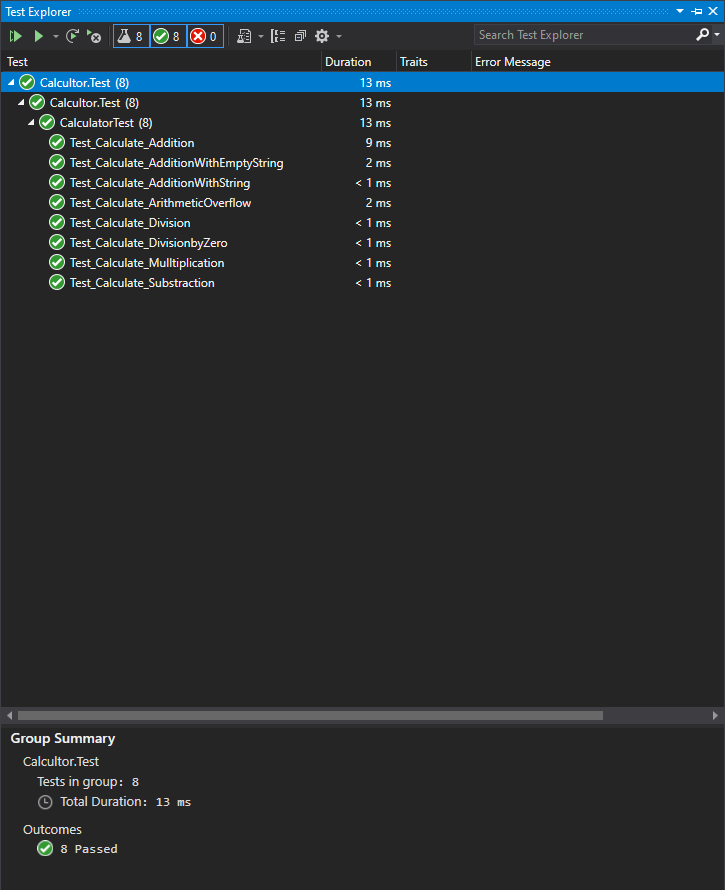 Test Explorer
8 8 0 Search Test Explorer
Test Duration Traits Error Message
Calcultor.Test (8) 13 ms
Calcultor.Test (8) 13 ms
CalculatorTest (8) 13 ms
Test_Calculate_Addition 9 ms
Test_Calculate_AdditionWithEmptyString 2 ms
Test_Calculate_AdditionWithString < 1 ms
Test_Calculate_ArithmeticOverflow 2 ms
Test_Calculate_Division < 1 ms
Test_Calculate_DivisionbyZero < 1 ms
Test_Calculate_Mulltiplication < 1 ms
Test_Calculate_Substraction < 1 ms
Group Summary
Calcultor.Test
Tests in group: 8
Total Duration: 13 ms
Outcomes
8 Passed